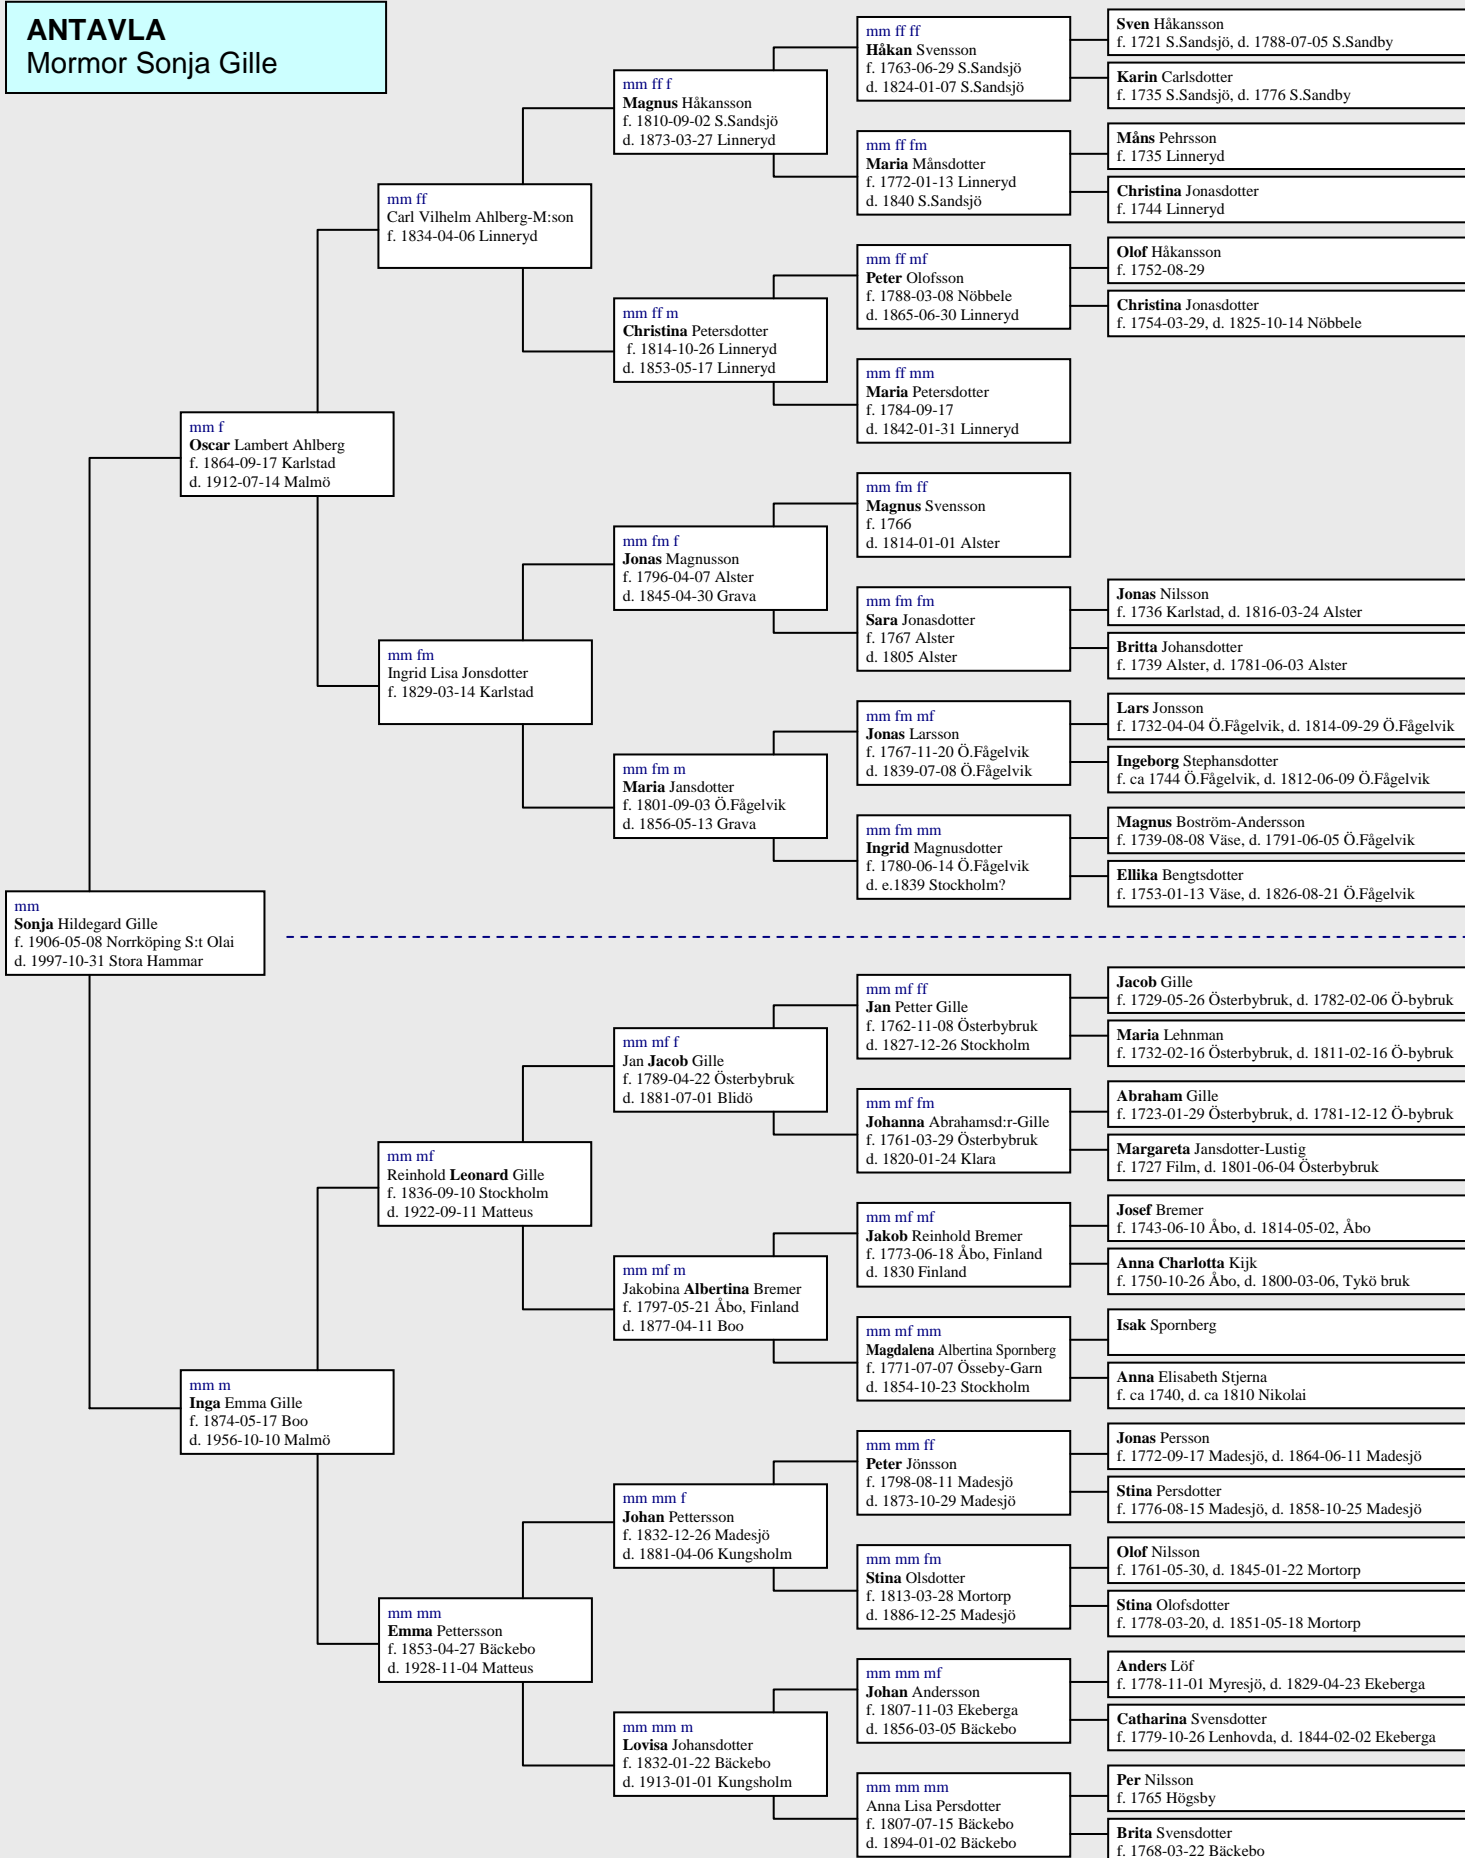 ANTAVLA
Mormor Sonja Gille
mm
Sonja Hildegard Gille
f. 1906-05-08 Norrköping S:t Olai
d. 1997-10-31 Stora Hammar
mm f
Oscar Lambert Ahlberg
f. 1864-09-17 Karlstad
d. 1912-07-14 Malmö
mm m
Inga Emma Gille
f. 1874-05-17 Boo
d. 1956-10-10 Malmö
mm ff
Carl Vilhelm Ahlberg-M:son
f. 1834-04-06 Linneryd
mm fm
Ingrid Lisa Jonsdotter
f. 1829-03-14 Karlstad
mm mf
Reinhold Leonard Gille
f. 1836-09-10 Stockholm
d. 1922-09-11 Matteus
mm mm
Emma Pettersson
f. 1853-04-27 Bäckebo
d. 1928-11-04 Matteus
mm ff f
Magnus Håkansson
f. 1810-09-02 S.Sandsjö
d. 1873-03-27 Linneryd
mm ff m
Christina Petersdotter
f. 1814-10-26 Linneryd
d. 1853-05-17 Linneryd
mm fm f
Jonas Magnusson
f. 1796-04-07 Alster
d. 1845-04-30 Grava
mm fm m
Maria Jansdotter
f. 1801-09-03 Ö.Fågelvik
d. 1856-05-13 Grava
mm mf f
Jan Jacob Gille
f. 1789-04-22 Österbybruk
d. 1881-07-01 Blidö
mm mf m
Jakobina Albertina Bremer
f. 1797-05-21 Åbo, Finland
d. 1877-04-11 Boo
mm mm f
Johan Pettersson
f. 1832-12-26 Madesjö
d. 1881-04-06 Kungsholm
mm mm m
Lovisa Johansdotter
f. 1832-01-22 Bäckebo
d. 1913-01-01 Kungsholm
mm ff ff
Håkan Svensson
f. 1763-06-29 S.Sandsjö
d. 1824-01-07 S.Sandsjö
mm ff fm
Maria Månsdotter
f. 1772-01-13 Linneryd
d. 1840 S.Sandsjö
mm ff mf
Peter Olofsson
f. 1788-03-08 Nöbbele
d. 1865-06-30 Linneryd
mm ff mm
Maria Petersdotter
f. 1784-09-17
d. 1842-01-31 Linneryd
mm fm ff
Magnus Svensson
f. 1766
d. 1814-01-01 Alster
mm fm fm
Sara Jonasdotter
f. 1767 Alster
d. 1805 Alster
mm fm mf
Jonas Larsson
f. 1767-11-20 Ö.Fågelvik
d. 1839-07-08 Ö.Fågelvik
mm fm mm
Ingrid Magnusdotter
f. 1780-06-14 Ö.Fågelvik
d. e.1839 Stockholm?
mm mf ff
Jan Petter Gille
f. 1762-11-08 Österbybruk
d. 1827-12-26 Stockholm
mm mf fm
Johanna Abrahamsd:r-Gille
f. 1761-03-29 Österbybruk
d. 1820-01-24 Klara
mm mf mf
Jakob Reinhold Bremer
f. 1773-06-18 Åbo, Finland
d. 1830 Finland
mm mf mm
Magdalena Albertina Spornberg
f. 1771-07-07 Össeby-Garn
d. 1854-10-23 Stockholm
mm mm ff
Peter Jönsson
f. 1798-08-11 Madesjö
d. 1873-10-29 Madesjö
mm mm fm
Stina Olsdotter
f. 1813-03-28 Mortorp
d. 1886-12-25 Madesjö
mm mm mf
Johan Andersson
f. 1807-11-03 Ekeberga
d. 1856-03-05 Bäckebo
mm mm mm
Anna Lisa Persdotter
f. 1807-07-15 Bäckebo
d. 1894-01-02 Bäckebo
Sven Håkansson
f. 1721 S.Sandsjö, d. 1788-07-05 S.Sandby
Karin Carlsdotter
f. 1735 S.Sandsjö, d. 1776 S.Sandby
Måns Pehrsson
f. 1735 Linneryd
Christina Jonasdotter
f. 1744 Linneryd
Olof Håkansson
f. 1752-08-29
Christina Jonasdotter
f. 1754-03-29, d. 1825-10-14 Nöbbele
Jonas Nilsson
f. 1736 Karlstad, d. 1816-03-24 Alster
Britta Johansdotter
f. 1739 Alster, d. 1781-06-03 Alster
Lars Jonsson
f. 1732-04-04 Ö.Fågelvik, d. 1814-09-29 Ö.Fågelvik
Ingeborg Stephansdotter
f. ca 1744 Ö.Fågelvik, d. 1812-06-09 Ö.Fågelvik
Magnus Boström-Andersson
f. 1739-08-08 Väse, d. 1791-06-05 Ö.Fågelvik
Ellika Bengtsdotter
f. 1753-01-13 Väse, d. 1826-08-21 Ö.Fågelvik
Jacob Gille
f. 1729-05-26 Österbybruk, d. 1782-02-06 Ö-bybruk
Maria Lehnman
f. 1732-02-16 Österbybruk, d. 1811-02-16 Ö-bybruk
Abraham Gille
f. 1723-01-29 Österbybruk, d. 1781-12-12 Ö-bybruk
Margareta Jansdotter-Lustig
f. 1727 Film, d. 1801-06-04 Österbybruk
Josef Bremer
f. 1743-06-10 Åbo, d. 1814-05-02, Åbo
Anna Charlotta Kijk
f. 1750-10-26 Åbo, d. 1800-03-06, Tykö bruk
Isak Spornberg
Anna Elisabeth Stjerna
f. ca 1740, d. ca 1810 Nikolai
Jonas Persson
f. 1772-09-17 Madesjö, d. 1864-06-11 Madesjö
Stina Persdotter
f. 1776-08-15 Madesjö, d. 1858-10-25 Madesjö
Olof Nilsson
f. 1761-05-30, d. 1845-01-22 Mortorp
Stina Olofsdotter
f. 1778-03-20, d. 1851-05-18 Mortorp
Anders Löf
f. 1778-11-01 Myresjö, d. 1829-04-23 Ekeberga
Catharina Svensdotter
f. 1779-10-26 Lenhovda, d. 1844-02-02 Ekeberga
Per Nilsson
f. 1765 Högsby
Brita Svensdotter
f. 1768-03-22 Bäckebo